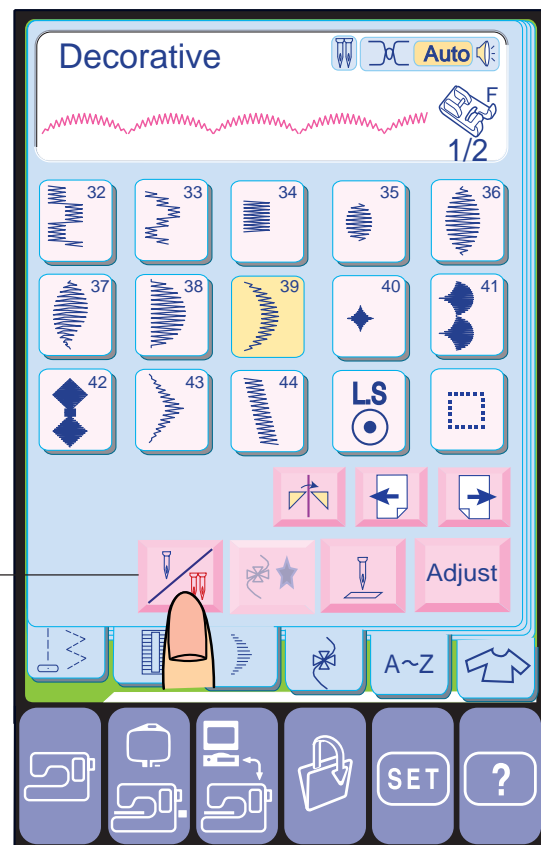 Decorative
Auto
F
1/2
32 33 34 35 36
37 38 39 40 41
42 43 44 L.S
Adjust
A~Z
SET ?